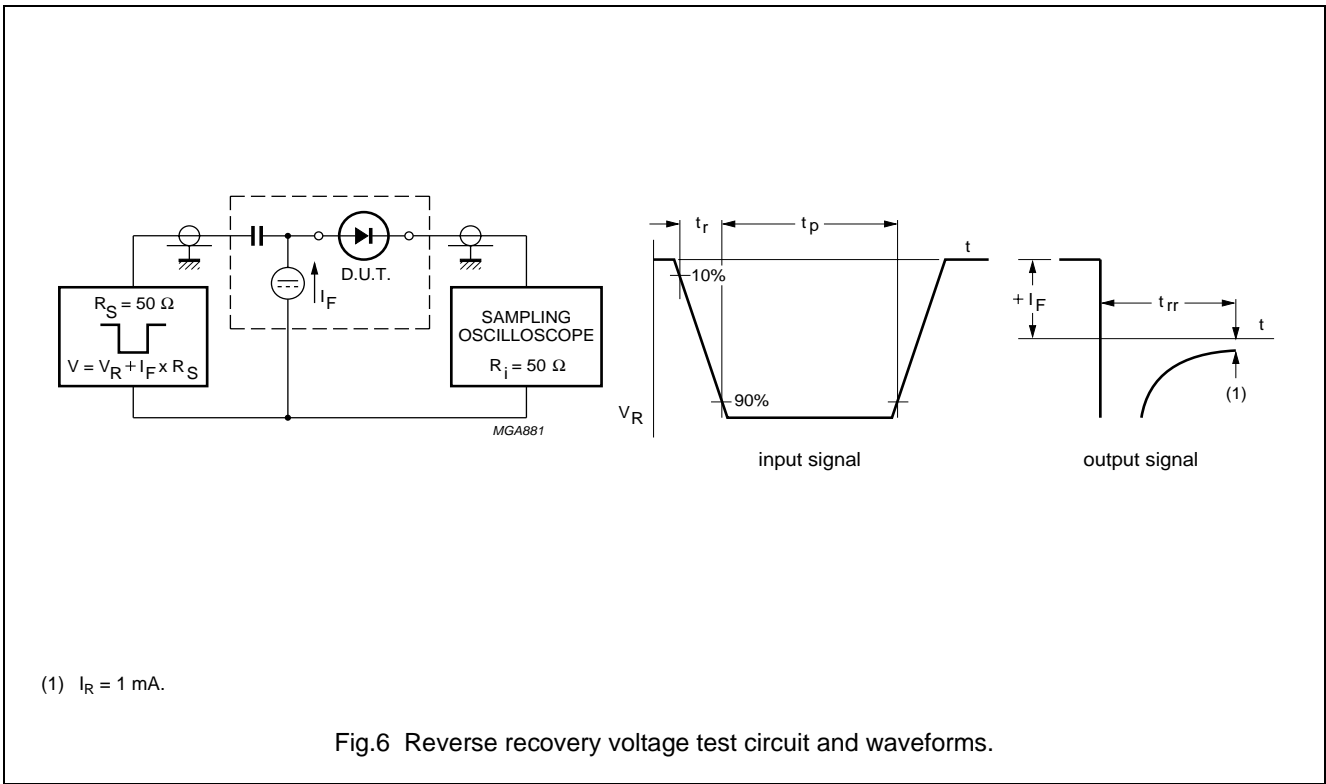 D.U.T.
I_F
R_S = 50 Ω
V = V_R + I_F x R_S
SAMPLING
OSCILLOSCOPE
R_i = 50 Ω
MGA881
t_r
t_p
t
10%
90%
V_R
input signal
+ I_F
t_rr
t
(1)
output signal
(1) I_R = 1 mA.
Fig.6 Reverse recovery voltage test circuit and waveforms.